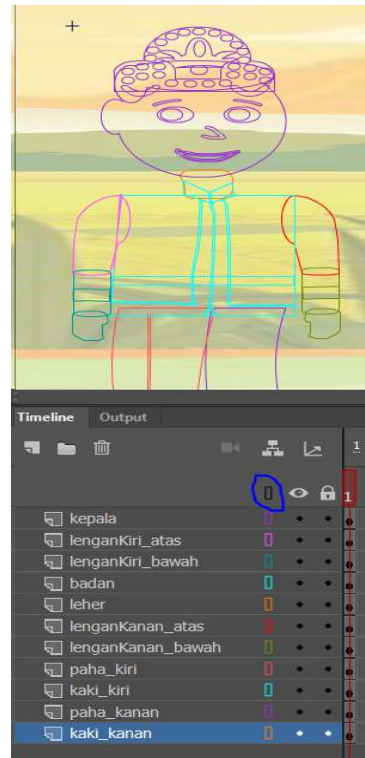 Timeline Output
1
1
kepala
lenganKiri_atas
lenganKiri_bawah
badan
leher
lenganKanan_atas
lenganKanan_bawah
paha_kiri
kaki_kiri
paha_kanan
kaki_kanan